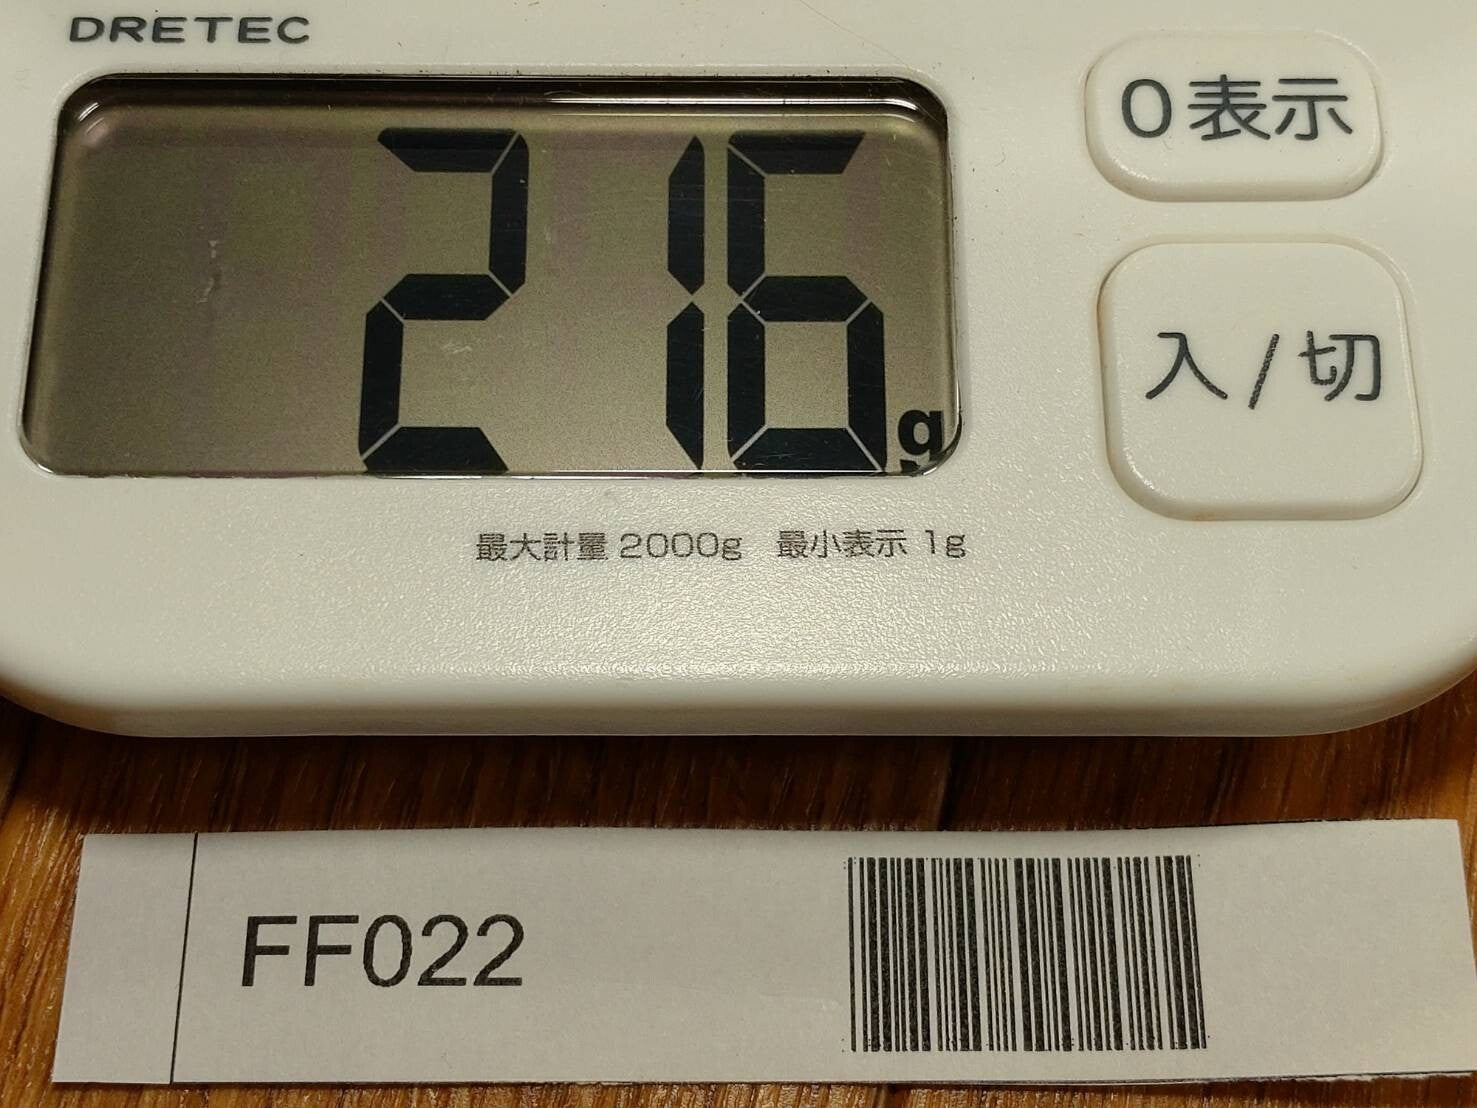 DRETEC
216g
0表示
入/切
最大計量 2000g 最小表示 1g
FF022